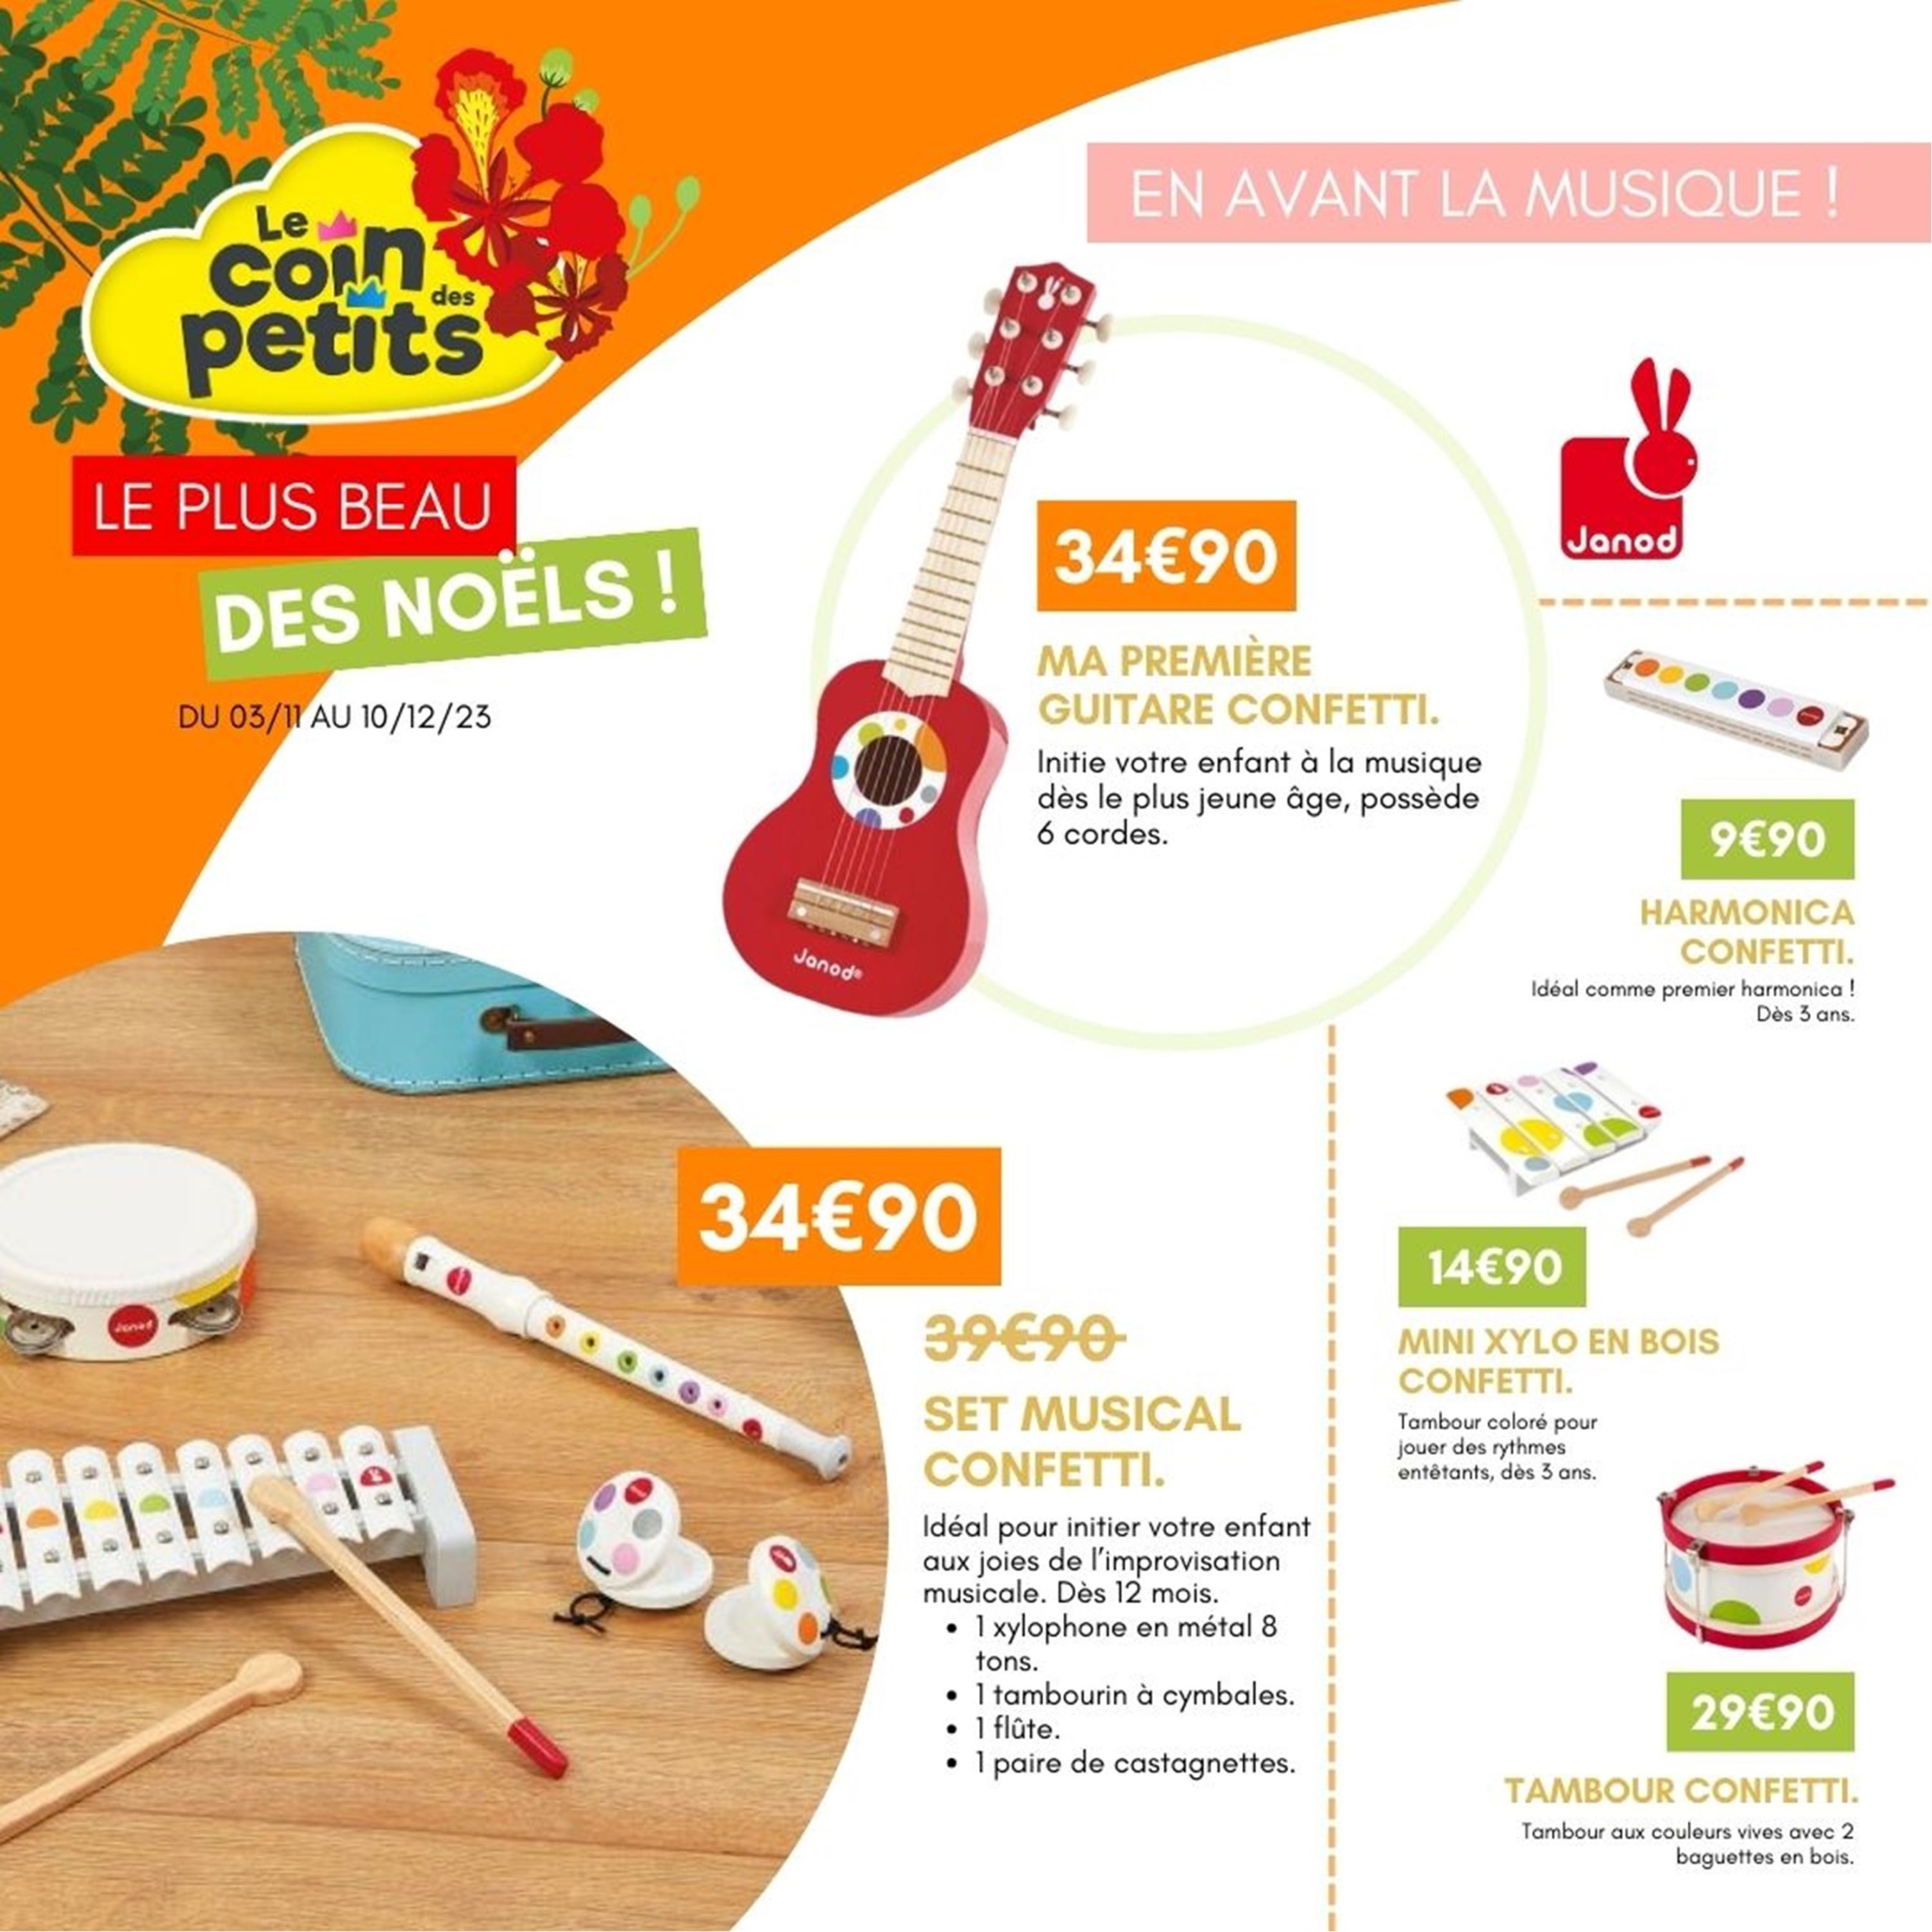 Le
coin
des
petits
LE PLUS BEAU
DES NOËLS !
DU 03/11 AU 10/12/23
EN AVANT LA MUSIQUE !
Janod
34€90
MA PREMIÈRE
GUITARE CONFETTI.
Initie votre enfant à la musique
dès le plus jeune âge, possède
6 cordes.
Janod®
9€90
HARMONICA
CONFETTI.
Idéal comme premier harmonica !
Dès 3 ans.
34€90
39€90
SET MUSICAL
CONFETTI.
Idéal pour initier votre enfant
aux joies de l'improvisation
musicale. Dès 12 mois.
• 1 xylophone en métal 8
tons.
• 1 tambourin à cymbales.
• 1 flûte.
• 1 paire de castagnettes.
Janod
14€90
MINI XYLO EN BOIS
CONFETTI.
Tambour coloré pour
jouer des rythmes
entêtants, dès 3 ans.
29€90
TAMBOUR CONFETTI.
Tambour aux couleurs vives avec 2
baguettes en bois.